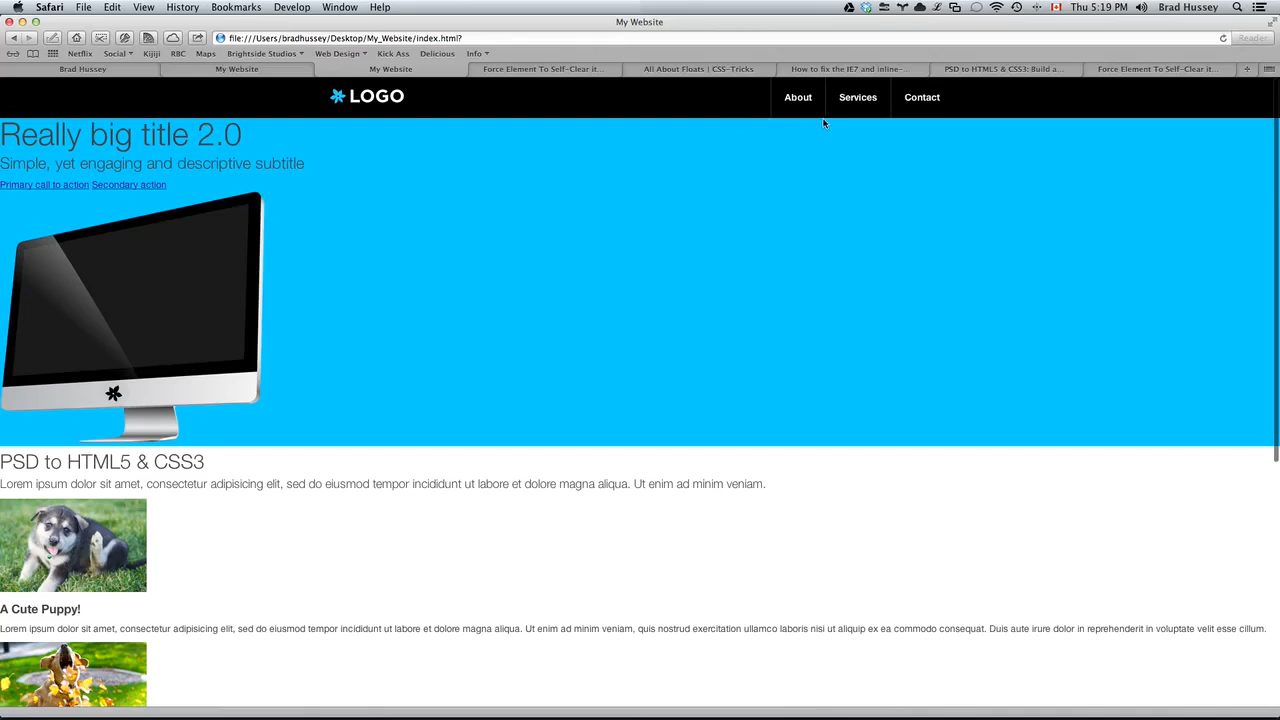 Safari File Edit View History Bookmarks Develop Window Help Thu 5:19 PM Brad Hussey
My Website
file:///Users/bradhussey/Desktop/My_Website/index.html? Reader
Netflix Social Kijiji RBC Maps Brightside Studios Web Design Kick Ass Delicious Info
Brad Hussey My Website My Website Force Element To Self-Clear it... All About Floats | CSS-Tricks How to fix the IE7 and inline-... PSD to HTML5 & CSS3: Build a... Force Element To Self-Clear it...
LOGO About Services Contact
Really big title 2.0
Simple, yet engaging and descriptive subtitle
Primary call to action Secondary action
PSD to HTML5 & CSS3
Lorem ipsum dolor sit amet, consectetur adipisicing elit, sed do eiusmod tempor incididunt ut labore et dolore magna aliqua. Ut enim ad minim veniam.
A Cute Puppy!
Lorem ipsum dolor sit amet, consectetur adipisicing elit, sed do eiusmod tempor incididunt ut labore et dolore magna aliqua. Ut enim ad minim veniam, quis nostrud exercitation ullamco laboris nisi ut aliquip ex ea commodo consequat. Duis aute irure dolor in reprehenderit in voluptate velit esse cillum.